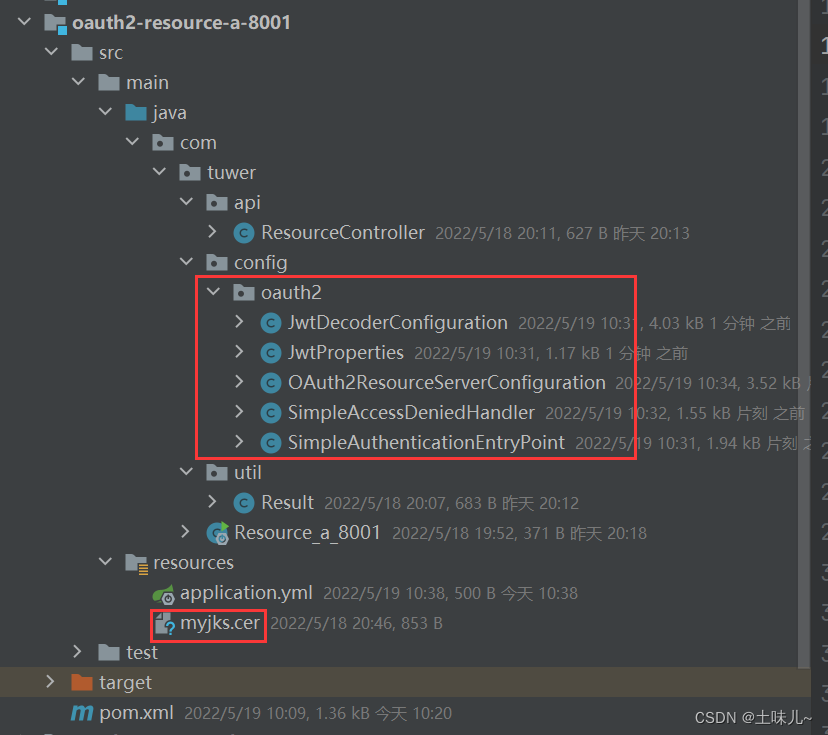 oauth2-resource-a-8001
src
main
java
com
tuwer
api
ResourceController 2022/5/18 20:11, 627 B 昨天 20:13
config
oauth2
JwtDecoderConfiguration 2022/5/19 10:31, 4.03 kB 1 分钟 之前
JwtProperties 2022/5/19 10:31, 1.17 kB 1 分钟 之前
OAuth2ResourceServerConfiguration 2022/5/19 10:34, 3.52 kB
SimpleAccessDeniedHandler 2022/5/19 10:32, 1.55 kB 片刻 之前
SimpleAuthenticationEntryPoint 2022/5/19 10:31, 1.94 kB 片刻
util
Result 2022/5/18 20:07, 683 B 昨天 20:12
Resource_a_8001 2022/5/18 19:52, 371 B 昨天 20:18
resources
application.yml 2022/5/19 10:38, 500 B 今天 10:38
myjks.cer 2022/5/18 20:46, 853 B
test
target
pom.xml 2022/5/19 10:09, 1.36 kB 今天 10:20
CSDN @土味儿~